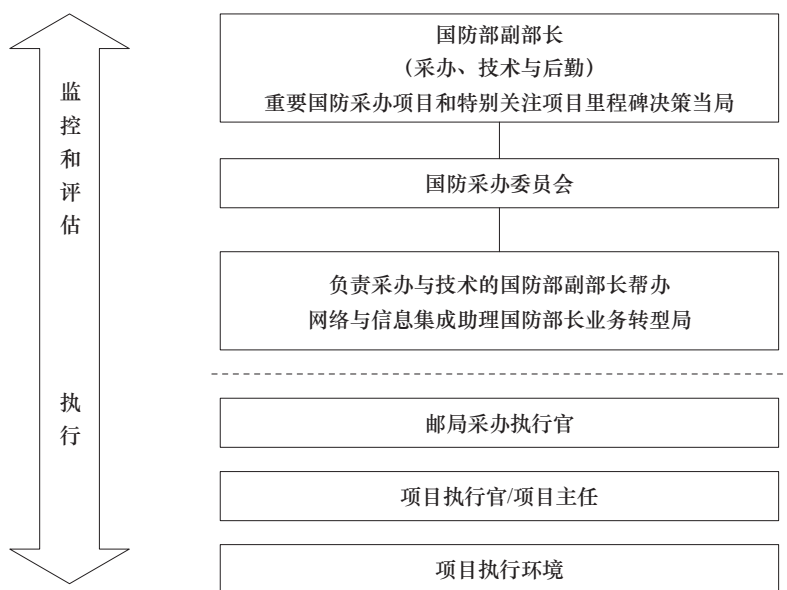 国防部副部长
（采办、技术与后勤）
重要国防采办项目和特别关注项目里程碑决策当局
监控和评估
国防采办委员会
负责采办与技术的国防部副部长帮办
网络与信息集成助理国防部长业务转型局
执行
邮局采办执行官
项目执行官/项目主任
项目执行环境